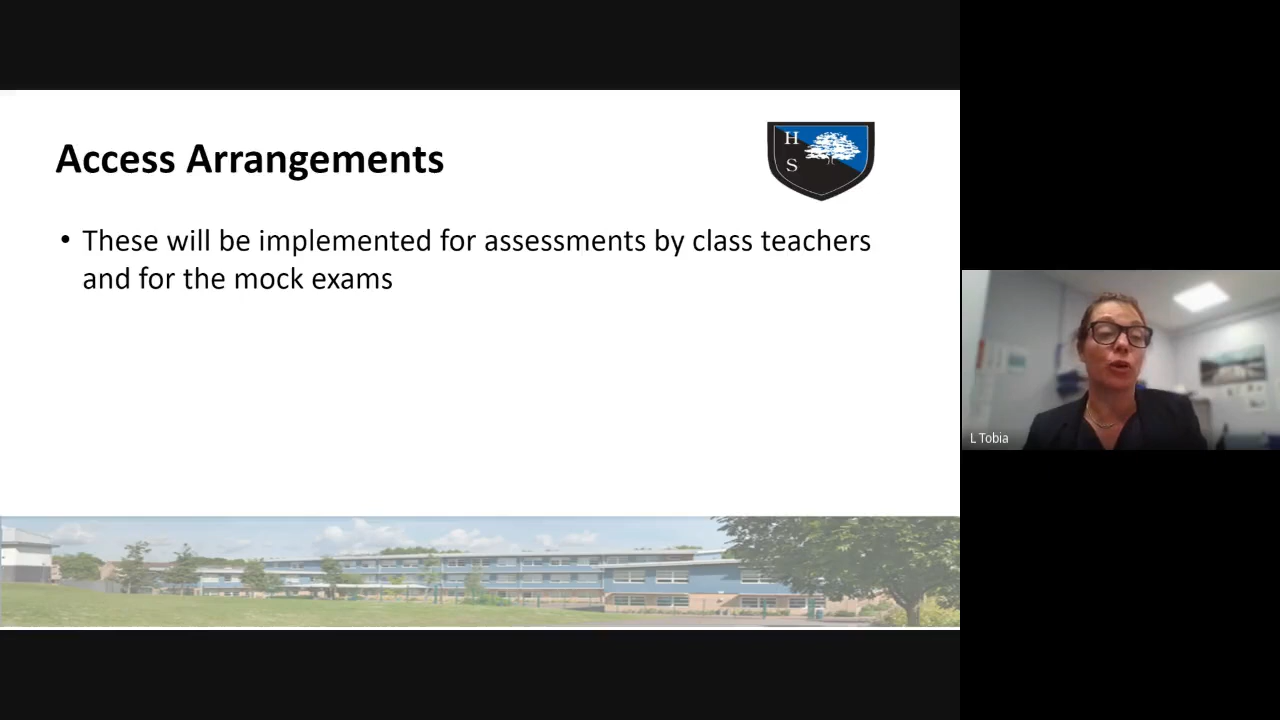 Access Arrangements
H
S
• These will be implemented for assessments by class teachers
and for the mock exams
L Tobia